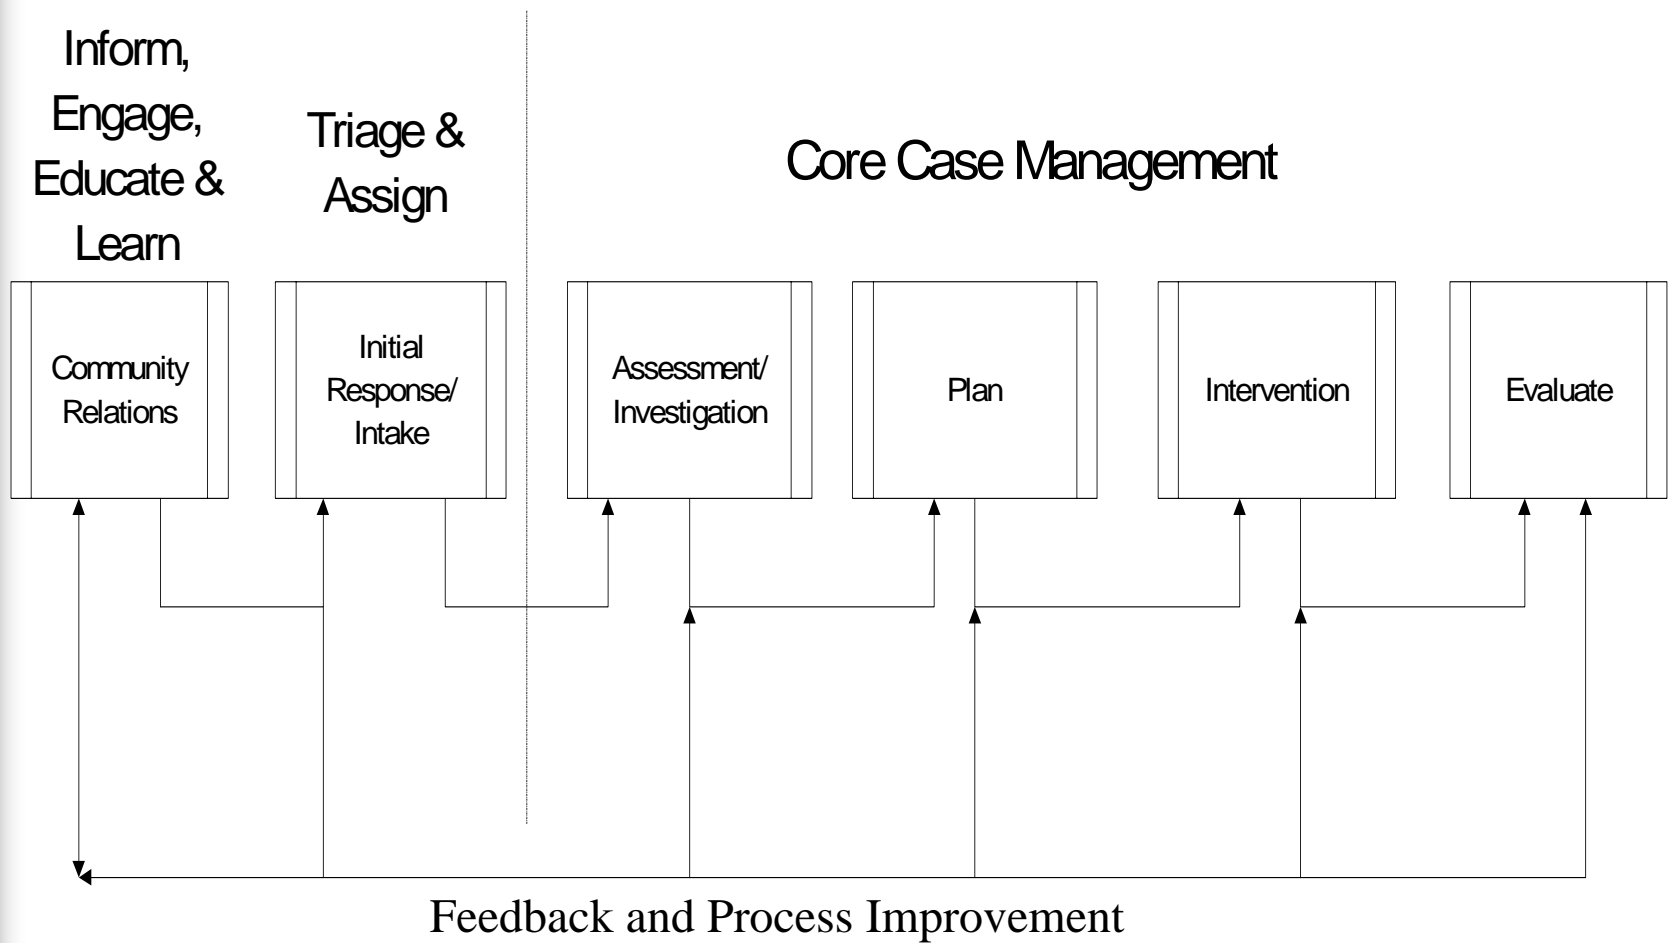 Inform,
Engage,
Educate &
Learn
Triage &
Assign
Core Case Management
Community
Relations
Initial
Response/
Intake
Assessment/
Investigation
Plan
Intervention
Evaluate
Feedback and Process Improvement